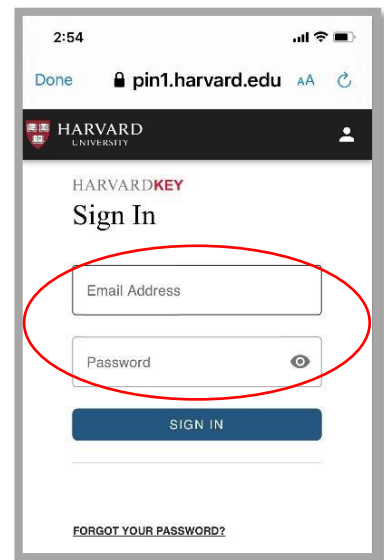 2:54
Done pin1.harvard.edu AA
HARVARD
UNIVERSITY
HARVARDKEY
Sign In
Email Address
Password
SIGN IN
FORGOT YOUR PASSWORD?